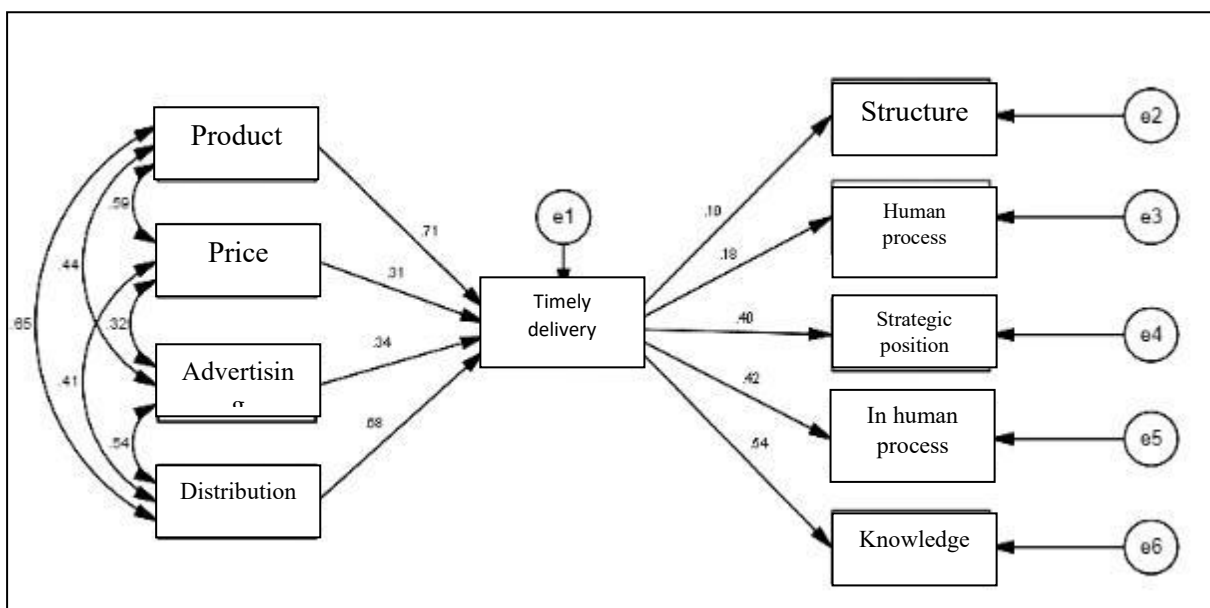 Product
Price
Advertisin
Distribution
.59
.44
.65
.32
.41
.54
.71
.31
.34
.68
e1
Timely
delivery
.18
.40
.42
.54
Structure
Human
process
Strategic
position
In human
process
Knowledge
e2
e3
e4
e5
e6